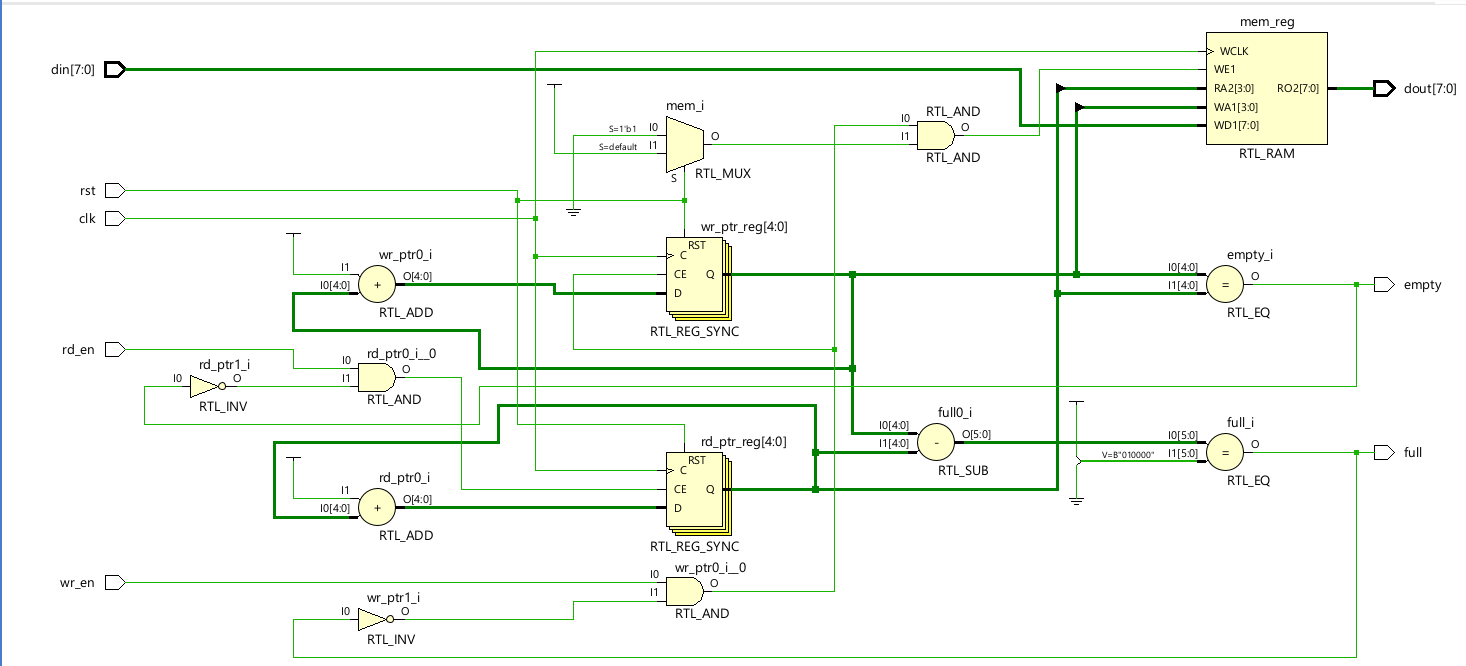 mem_reg
din[7:0]
WCLK
WE1
RA2[3:0] RO2[7:0]
WA1[3:0]
WD1[7:0]
RTL_RAM
dout[7:0]
mem_i
S=1'b1 I0
S=default I1
O
S
RTL_MUX
RTL_AND
I0
I1
O
RTL_AND
rst
clk
wr_ptr_reg[4:0]
RST
C
CE Q
D
RTL_REG_SYNC
wr_ptr0_i
I1
I0[4:0]
+
O[4:0]
RTL_ADD
empty_i
I0[4:0]
I1[4:0]
=
O
RTL_EQ
empty
rd_en
rd_ptr1_i
I0
O
RTL_INV
rd_ptr0_i__0
I0
I1
O
RTL_AND
full0_i
I0[4:0]
I1[4:0]
-
O[5:0]
RTL_SUB
full_i
I0[5:0]
V=B"010000" I1[5:0]
=
O
RTL_EQ
full
rd_ptr_reg[4:0]
RST
C
CE Q
D
RTL_REG_SYNC
rd_ptr0_i
I1
I0[4:0]
+
O[4:0]
RTL_ADD
wr_en
wr_ptr0_i__0
I0
I1
O
RTL_AND
wr_ptr1_i
I0
O
RTL_INV